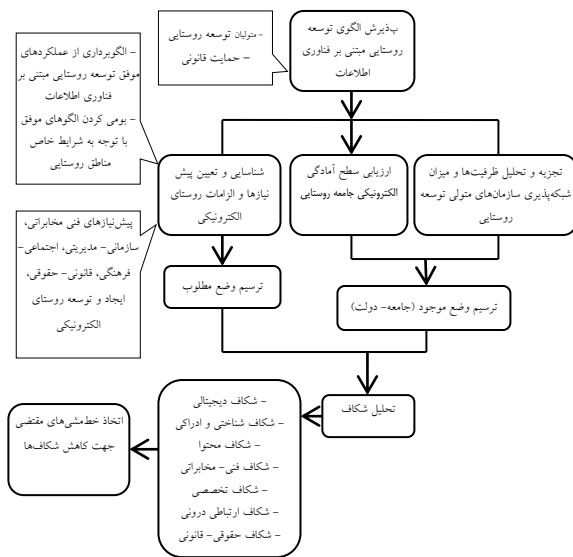 پذیرش الگوی توسعه
روستایی مبتنی بر فناوری
اطلاعات
- متولیان توسعه روستایی
- حمایت قانونی
- الگوبرداری از عملکردهای
موفق توسعه روستایی مبتنی بر
فناوری اطلاعات
- بومی کردن الگوهای موفق
با توجه به شرایط خاص
مناطق روستایی
تجزیه و تحلیل ظرفیت‌ها و میزان
شبکه‌پذیری سازمان‌های متولی توسعه
روستایی
ارزیابی سطح آمادگی
الکترونیکی جامعه روستایی
شناسایی و تعیین پیش
نیازها و الزامات روستای
الکترونیکی
پیش‌نیازهای فنی مخابراتی،
سازمانی- مدیریتی، اجتماعی-
فرهنگی، قانونی- حقوقی،
ایجاد و توسعه روستای
الکترونیکی
ترسیم وضع موجود (جامعه- دولت)
ترسیم وضع مطلوب
تحلیل شکاف
- شکاف دیجیتالی
- شکاف شناختی و ادراکی
- شکاف محتوا
- شکاف فنی- مخابراتی
- شکاف تخصصی
- شکاف ارتباطی درونی
- شکاف حقوقی- قانونی
اتخاذ خط‌مشی‌های مقتضی
جهت کاهش شکاف‌ها